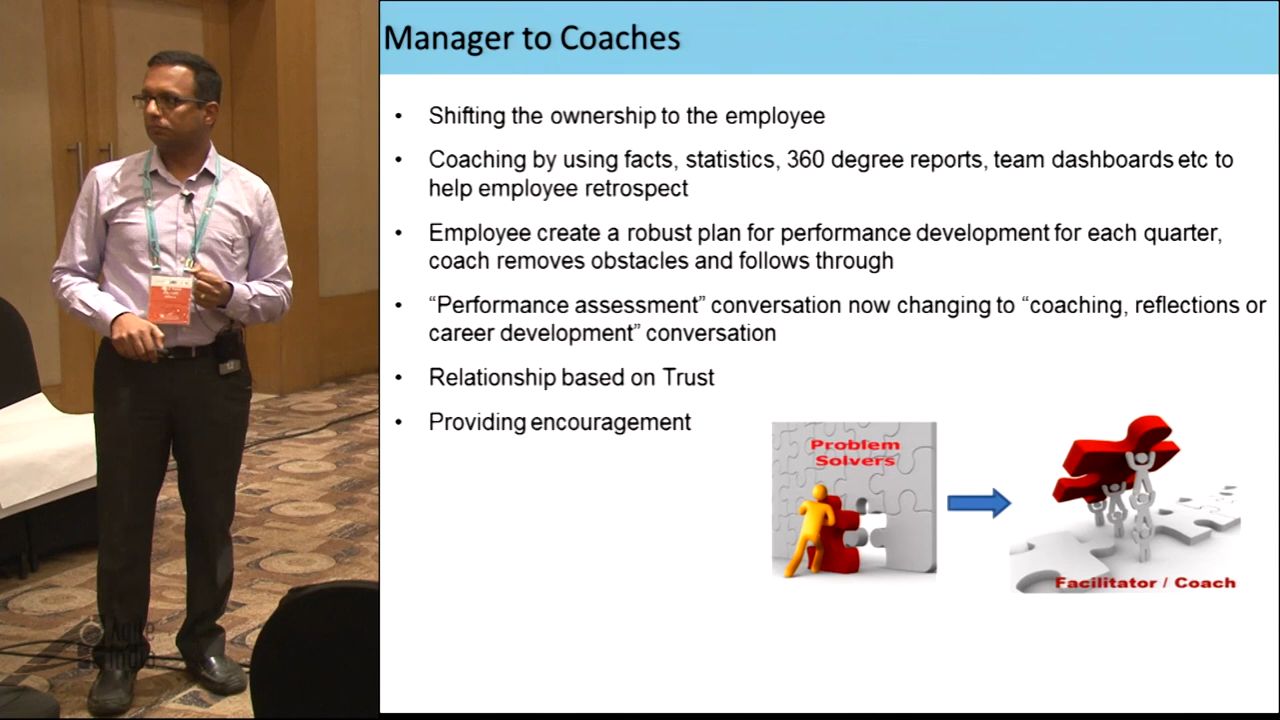 Manager to Coaches
• Shifting the ownership to the employee
• Coaching by using facts, statistics, 360 degree reports, team dashboards etc to
help employee retrospect
• Employee create a robust plan for performance development for each quarter,
coach removes obstacles and follows through
• “Performance assessment” conversation now changing to “coaching, reflections or
career development” conversation
• Relationship based on Trust
• Providing encouragement
Problem
Solvers
Facilitator / Coach
Agile
India